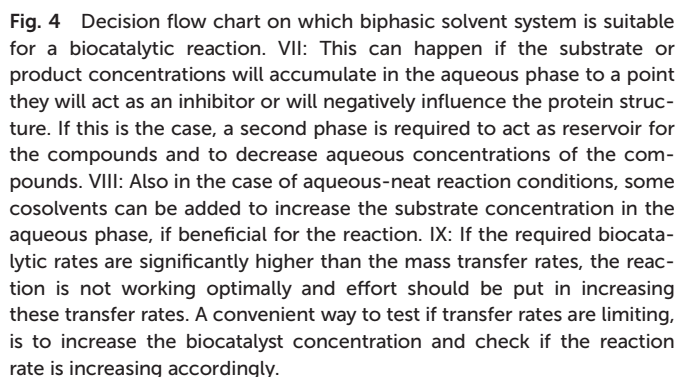 Fig. 4 Decision flow chart on which biphasic solvent system is suitable
for a biocatalytic reaction. VII: This can happen if the substrate or
product concentrations will accumulate in the aqueous phase to a point
they will act as an inhibitor or will negatively influence the protein struc-
ture. If this is the case, a second phase is required to act as reservoir for
the compounds and to decrease aqueous concentrations of the com-
pounds. VIII: Also in the case of aqueous-neat reaction conditions, some
cosolvents can be added to increase the substrate concentration in the
aqueous phase, if beneficial for the reaction. IX: If the required biocata-
lytic rates are significantly higher than the mass transfer rates, the reac-
tion is not working optimally and effort should be put in increasing
these transfer rates. A convenient way to test if transfer rates are limiting,
is to increase the biocatalyst concentration and check if the reaction
rate is increasing accordingly.